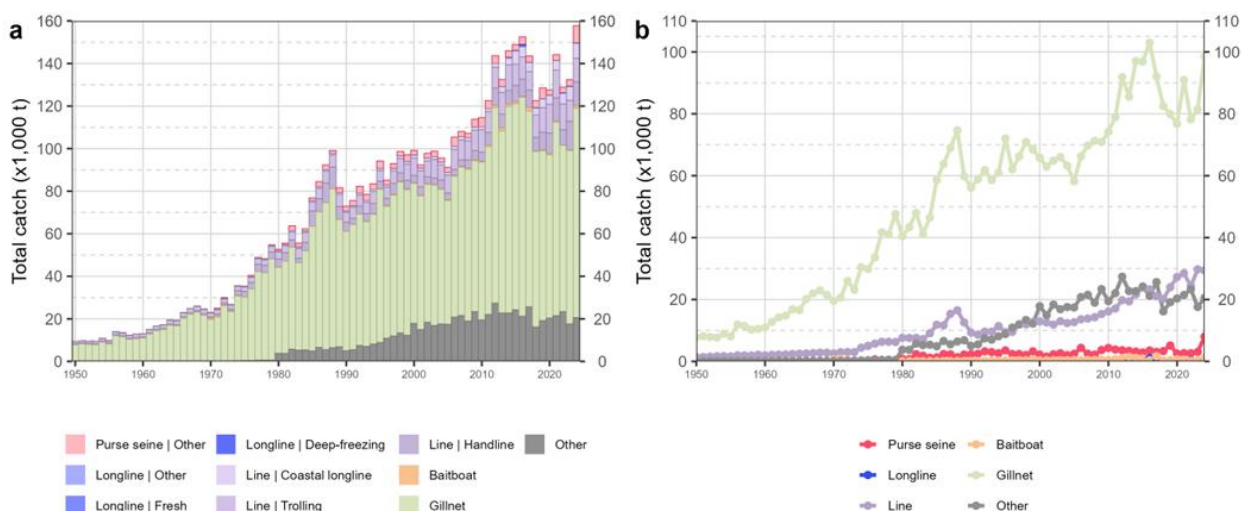 a
Total catch (x1,000 t)
160 160
140 140
120 120
100 100
80 80
60 60
40 40
20 20
0 0
1950 1960 1970 1980 1990 2000 2010 2020
Purse seine | Other Longline | Deep-freezing Line | Handline Other
Longline | Other Line | Coastal longline Baitboat
Longline | Fresh Line | Trolling Gillnet
b
Total catch (x1,000 t)
110 110
100 100
80 80
60 60
40 40
20 20
0 0
1950 1960 1970 1980 1990 2000 2010 2020
Purse seine Baitboat
Longline Gillnet
Line Other